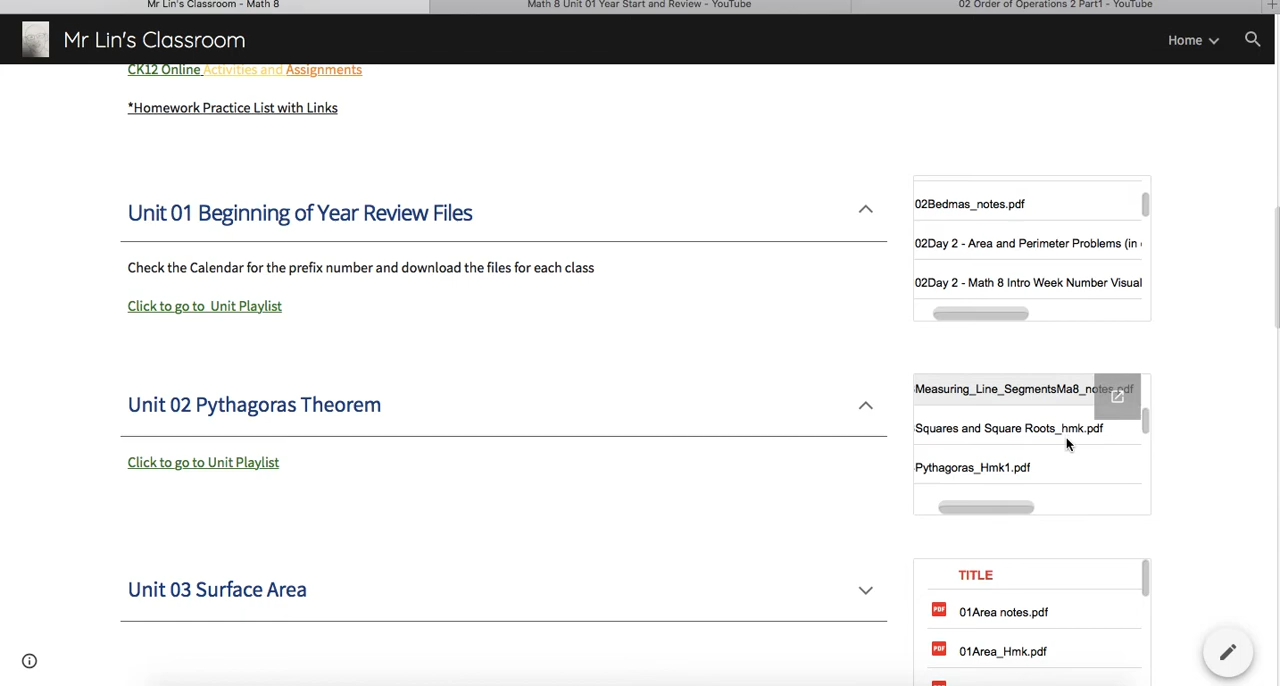 Mr Lin's Classroom - Math 8
Math 8 Unit 01 Year Start and Review - YouTube
02 Order of Operations 2 Part1 - YouTube
Mr Lin's Classroom
Home
CK12 Online Activities and Assignments
*Homework Practice List with Links
Unit 01 Beginning of Year Review Files
Check the Calendar for the prefix number and download the files for each class
Click to go to Unit Playlist
02Bedmas_notes.pdf
02Day 2 - Area and Perimeter Problems (in
02Day 2 - Math 8 Intro Week Number Visual
Unit 02 Pythagoras Theorem
Click to go to Unit Playlist
Measuring_Line_SegmentsMa8_notes.pdf
Squares and Square Roots_hmk.pdf
Pythagoras_Hmk1.pdf
Unit 03 Surface Area
TITLE
PDF 01Area notes.pdf
PDF 01Area_Hmk.pdf